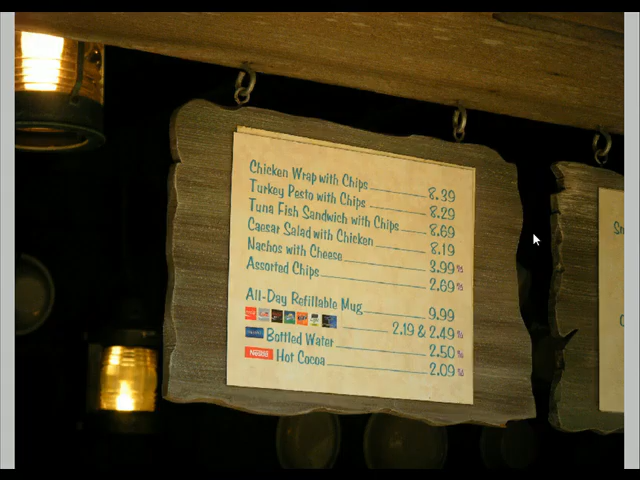 Chicken Wrap with Chips 8.39
Turkey Pesto with Chips 8.29
Tuna Fish Sandwich with Chips 8.69
Caesar Salad with Chicken 8.19
Nachos with Cheese 3.99
Assorted Chips 2.69
All-Day Refillable Mug 9.99
2.19 & 2.49
Bottled Water 2.50
Nestle Hot Cocoa 2.09